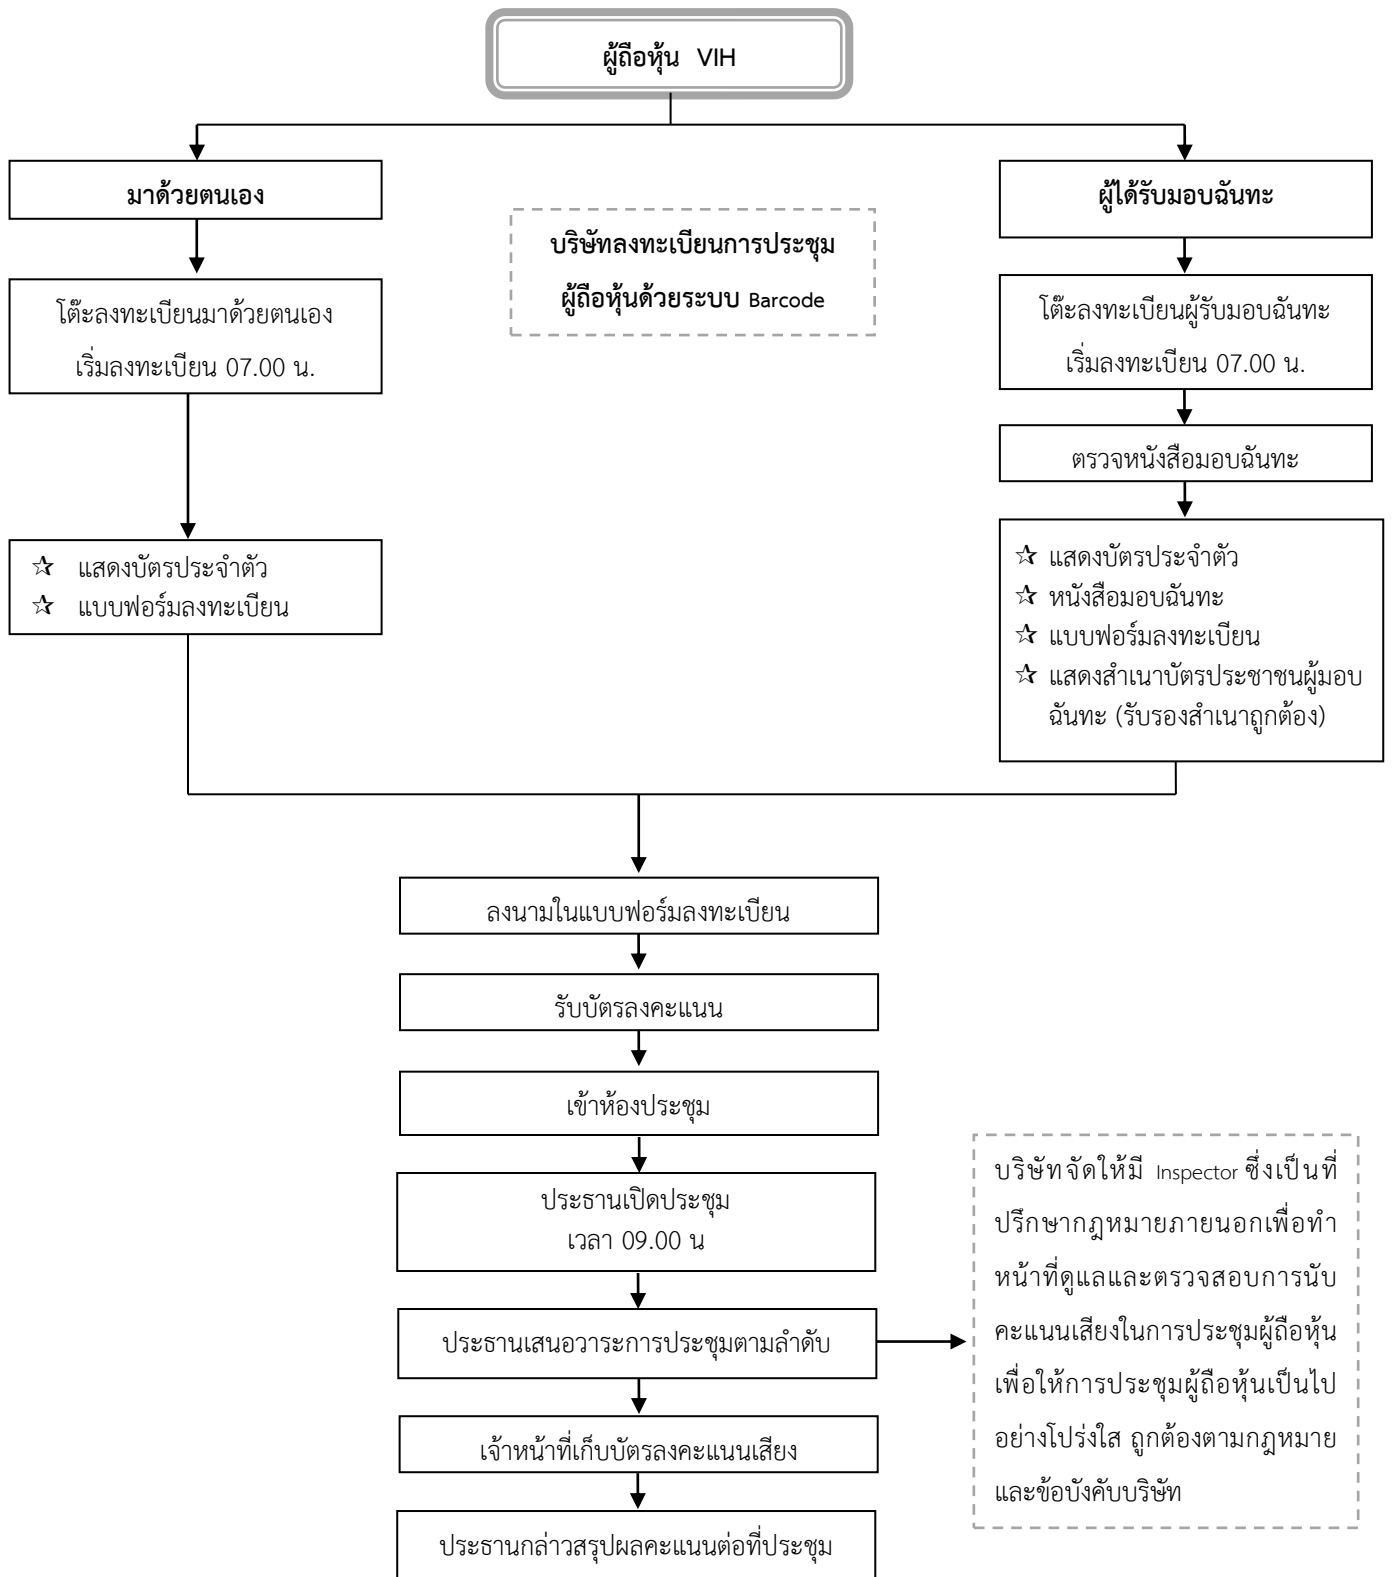 ผู้ถือหุ้น VIH
มาด้วยตนเอง
โต๊ะลงทะเบียนมาด้วยตนเอง
เริ่มลงทะเบียน 07.00 น.
☆ แสดงบัตรประจำตัว
☆ แบบฟอร์มลงทะเบียน
บริษัทลงทะเบียนการประชุม
ผู้ถือหุ้นด้วยระบบ Barcode
ผู้ได้รับมอบฉันทะ
โต๊ะลงทะเบียนผู้รับมอบฉันทะ
เริ่มลงทะเบียน 07.00 น.
ตรวจหนังสือมอบฉันทะ
☆ แสดงบัตรประจำตัว
☆ หนังสือมอบฉันทะ
☆ แบบฟอร์มลงทะเบียน
☆ แสดงสำเนาบัตรประชาชนผู้มอบ
ฉันทะ (รับรองสำเนาถูกต้อง)
ลงนามในแบบฟอร์มลงทะเบียน
รับบัตรลงคะแนน
เข้าห้องประชุม
ประธานเปิดประชุม
เวลา 09.00 น
ประธานเสนอวาระการประชุมตามลำดับ
เจ้าหน้าที่เก็บบัตรลงคะแนนเสียง
ประธานกล่าวสรุปผลคะแนนต่อที่ประชุม
บริษัทจัดให้มี Inspector ซึ่งเป็นที่
ปรึกษากฎหมายภายนอกเพื่อทำ
หน้าที่ดูแลและตรวจสอบการนับ
คะแนนเสียงในการประชุมผู้ถือหุ้น
เพื่อให้การประชุมผู้ถือหุ้นเป็นไป
อย่างโปร่งใส ถูกต้องตามกฎหมาย
และข้อบังคับบริษัท